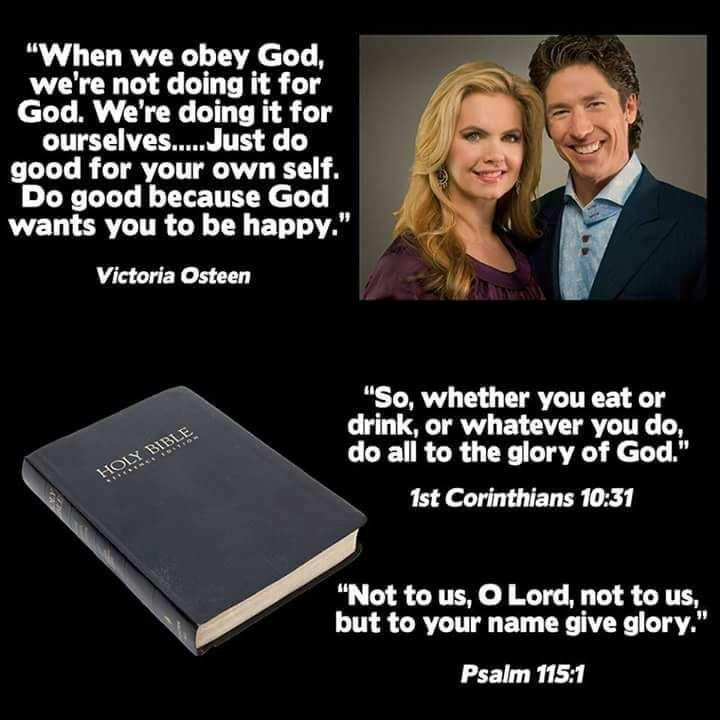 “When we obey God,
we're not doing it for
God. We're doing it for
ourselves.....Just do
good for your own self.
Do good because God
wants you to be happy.”
Victoria Osteen
HOLY BIBLE
REFERENCE EDITION
“So, whether you eat or
drink, or whatever you do,
do all to the glory of God."
1st Corinthians 10:31
“Not to us, O Lord, not to us,
but to your name give glory.”
Psalm 115:1